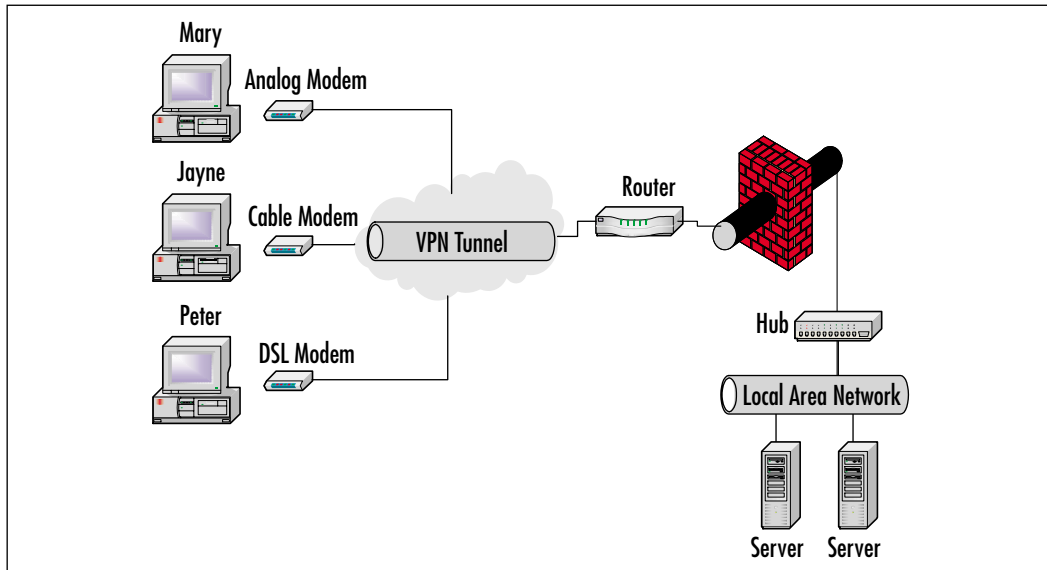 Mary
Analog Modem
Jayne
Cable Modem
VPN Tunnel
Router
Peter
DSL Modem
Hub
Local Area Network
Server
Server